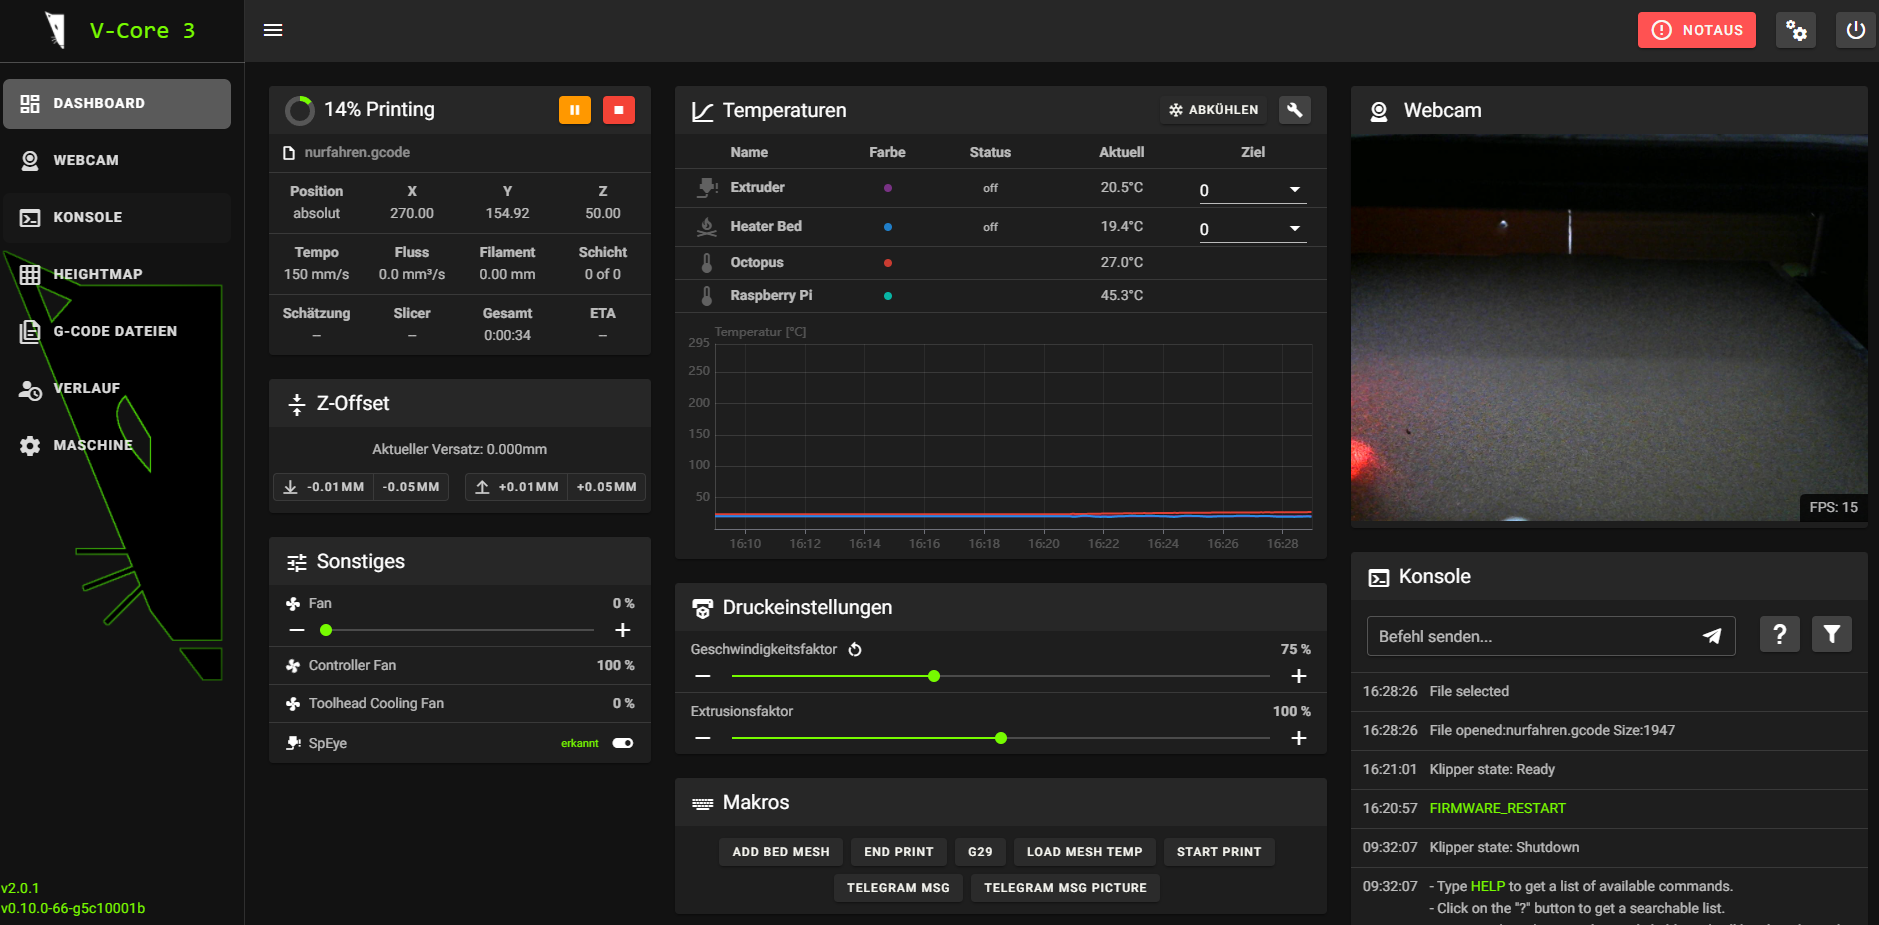 V-Core 3
NOTAUS
DASHBOARD
WEBCAM
KONSOLE
HEIGHTMAP
G-CODE DATEIEN
VERLAUF
MASCHINE
v2.0.1
v0.10.0-66-g5c10001b
14% Printing
nurfahren.gcode
Position X Y Z
absolut 270.00 154.92 50.00
Tempo Fluss Filament Schicht
150 mm/s 0.0 mm³/s 0.00 mm 0 of 0
Schätzung Slicer Gesamt ETA
-- -- 0:00:34 --
Z-Offset
Aktueller Versatz: 0.000mm
-0.01MM -0.05MM +0.01MM +0.05MM
Sonstiges
Fan 0 %
Controller Fan 100 %
Toolhead Cooling Fan 0 %
SpEye erkannt
Temperaturen ABKÜHLEN
Name Farbe Status Aktuell Ziel
Extruder off 20.5°C 0
Heater Bed off 19.4°C 0
Octopus 27.0°C
Raspberry Pi 45.3°C
Temperatur [°C]
295
250
200
150
100
50
16:10 16:12 16:14 16:16 16:18 16:20 16:22 16:24 16:26 16:28
Druckeinstellungen
Geschwindigkeitsfaktor 75 %
Extrusionsfaktor 100 %
Makros
ADD BED MESH END PRINT G29 LOAD MESH TEMP START PRINT
TELEGRAM MSG TELEGRAM MSG PICTURE
Webcam
FPS: 15
Konsole
Befehl senden... ?
16:28:26 File selected
16:28:26 File opened:nurfahren.gcode Size:1947
16:21:01 Klipper state: Ready
16:20:57 FIRMWARE_RESTART
09:32:07 Klipper state: Shutdown
09:32:07 - Type HELP to get a list of available commands.
- Click on the "?" button to get a searchable list.